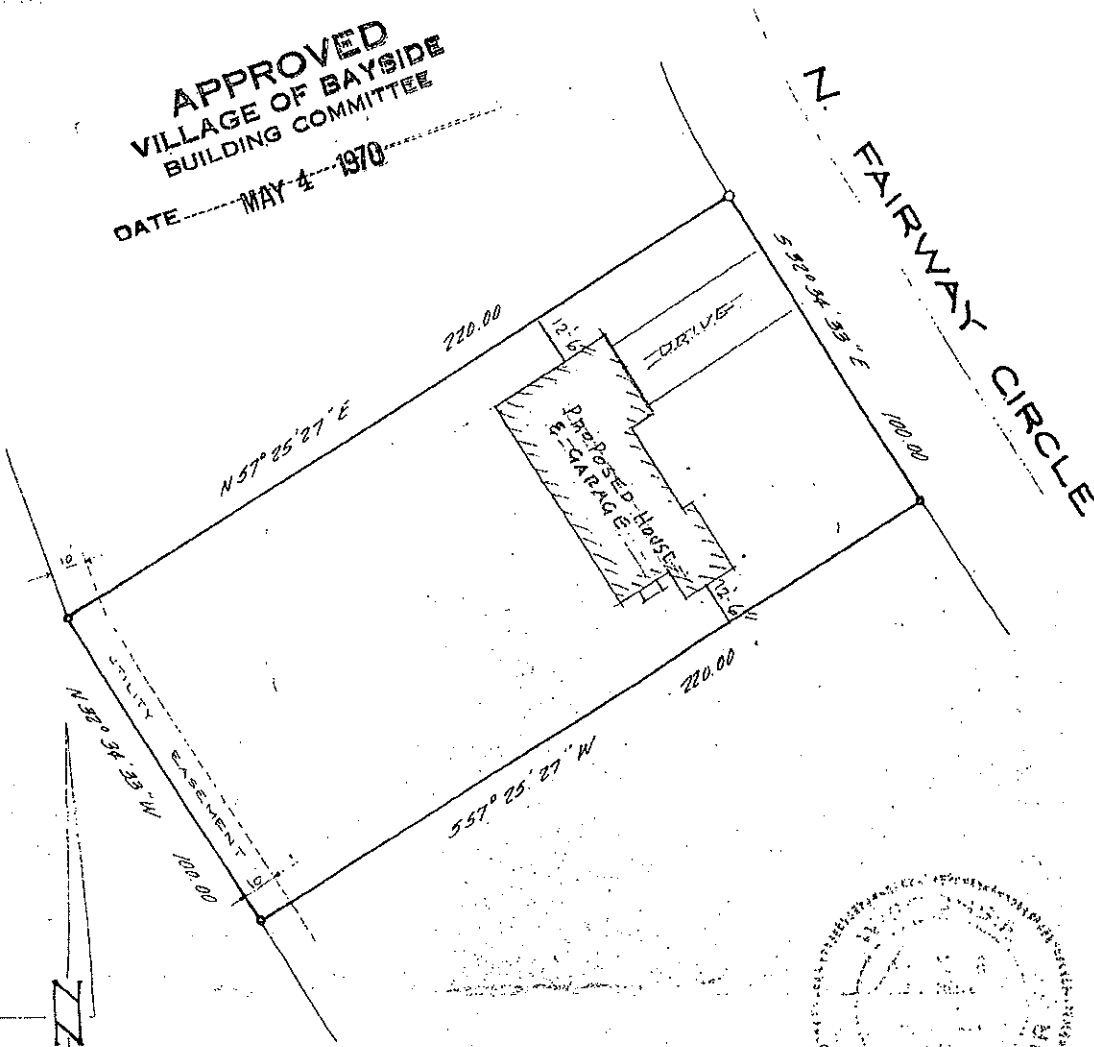 APPROVED
VILLAGE OF BAYSIDE
BUILDING COMMITTEE
DATE MAY 4 1970
N. FAIRWAY CIRCLE
220.00
12'-6"
DRIVE
S 32° 34' 33" E
100.00
N 57° 25' 27" E
PROPOSED HOUSE
& GARAGE
10'
12'-6"
220.00
UTILITY EASEMENT
N 32° 34' 33" W
S 57° 25' 27" W
100.00
10'
N